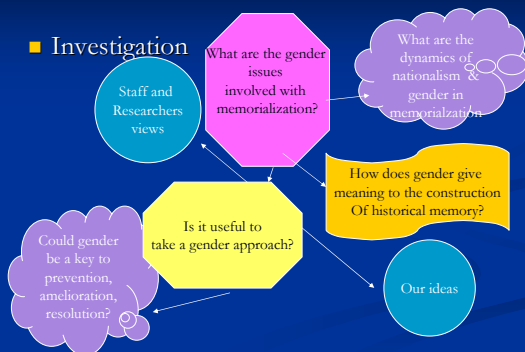 Investigation
What are the gender
issues
involved with
memorialization?
What are the
dynamics of
nationalism &
gender in
memorialzation
Staff and
Researchers
views
How does gender give
meaning to the construction
Of historical memory?
Is it useful to
take a gender approach?
Could gender
be a key to
prevention,
amelioration,
resolution?
Our ideas